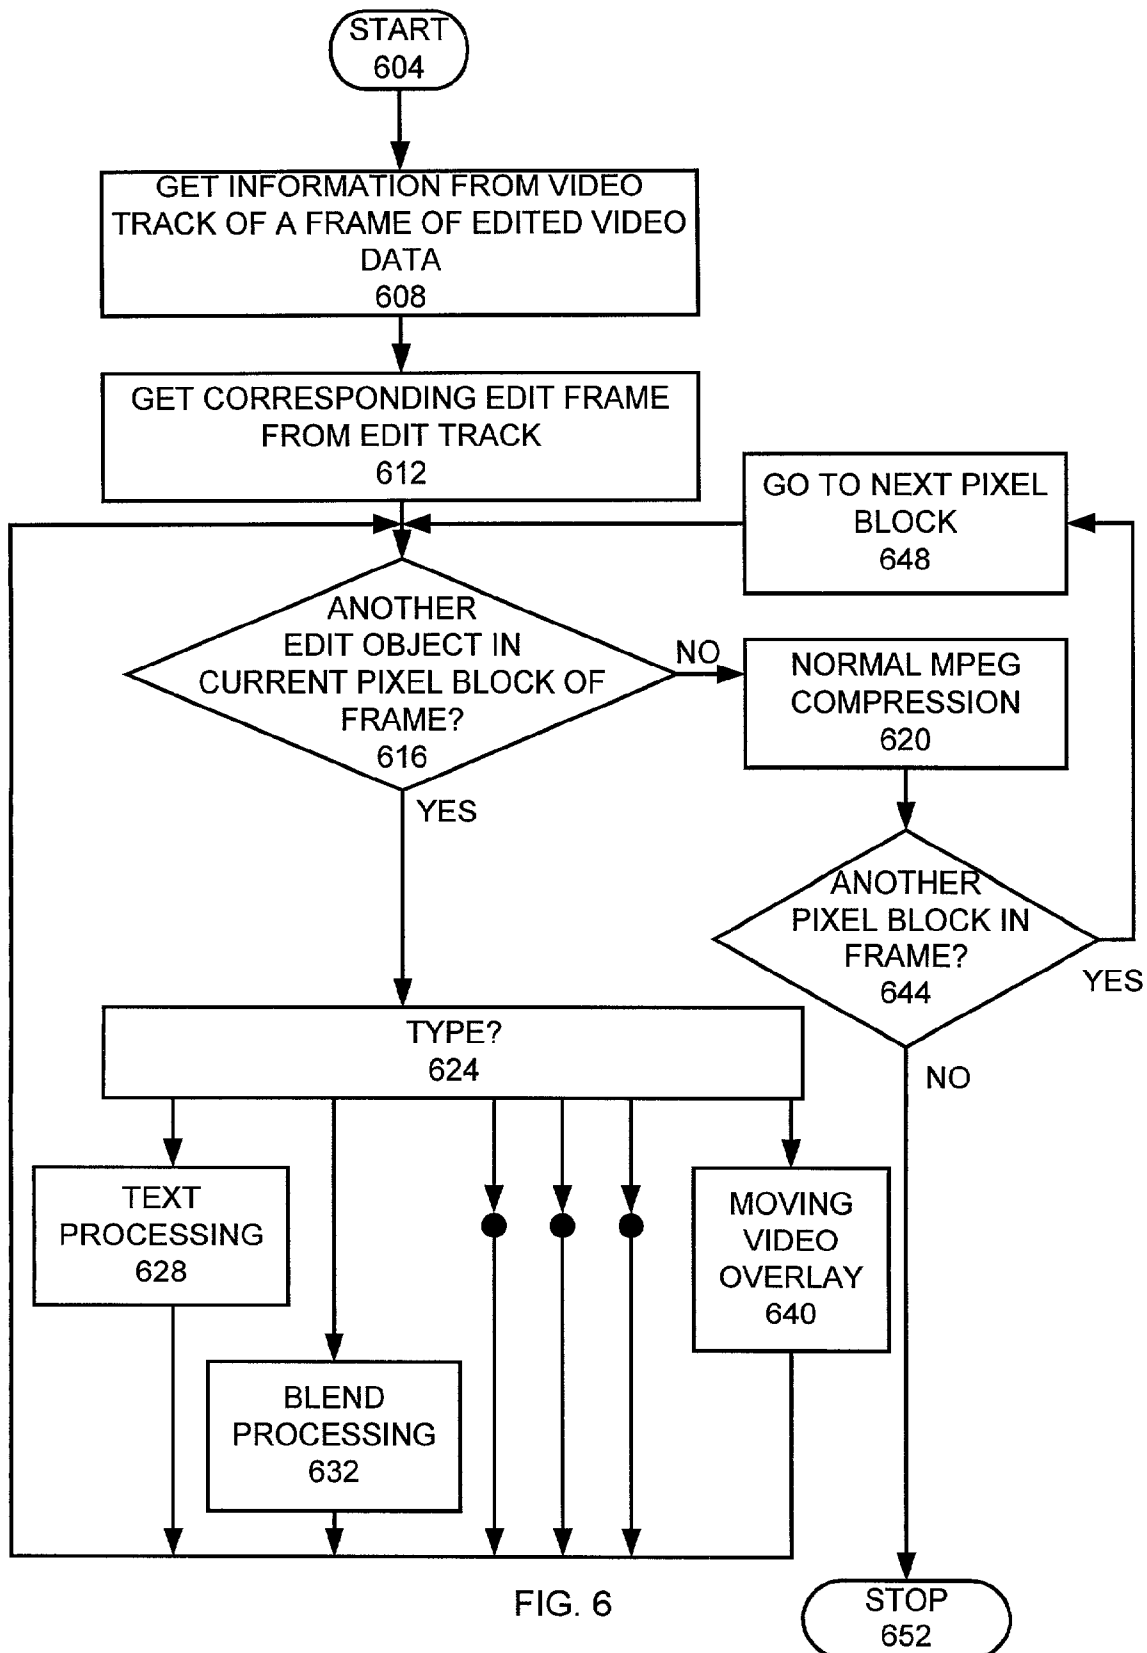 START
604
GET INFORMATION FROM VIDEO
TRACK OF A FRAME OF EDITED VIDEO
DATA
608
GET CORRESPONDING EDIT FRAME
FROM EDIT TRACK
612
GO TO NEXT PIXEL
BLOCK
648
ANOTHER
EDIT OBJECT IN
CURRENT PIXEL BLOCK OF
FRAME?
616
NO
NORMAL MPEG
COMPRESSION
620
YES
ANOTHER
PIXEL BLOCK IN
FRAME?
644
YES
NO
TYPE?
624
TEXT
PROCESSING
628
BLEND
PROCESSING
632
MOVING
VIDEO
OVERLAY
640
FIG. 6
STOP
652